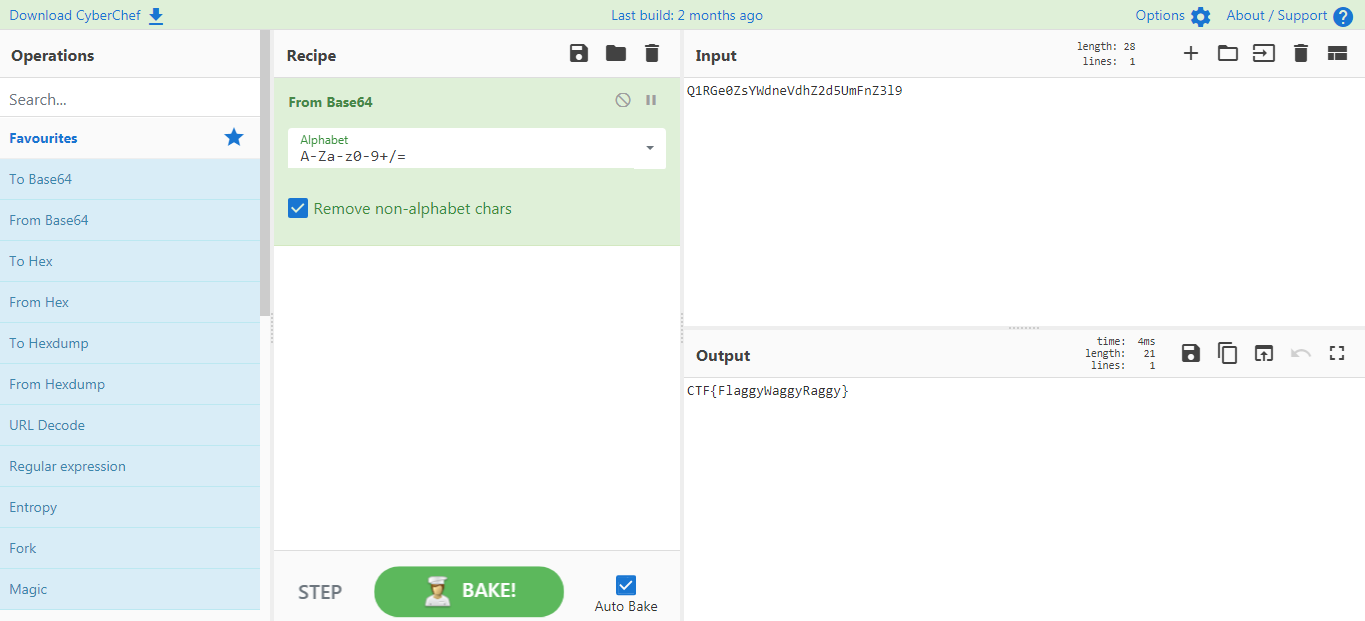 Download CyberChef
Last build: 2 months ago
Options
About / Support
Operations
Search...
Favourites
To Base64
From Base64
To Hex
From Hex
To Hexdump
From Hexdump
URL Decode
Regular expression
Entropy
Fork
Magic
Recipe
From Base64
Alphabet
A-Za-z0-9+/=
Remove non-alphabet chars
STEP
BAKE!
Auto Bake
Input
length: 28
lines: 1
Q1RGe0ZsYWdneVdhZ2d5UmFnZ3l9
Output
time: 4ms
length: 21
lines: 1
CTF{FlaggyWaggyRaggy}